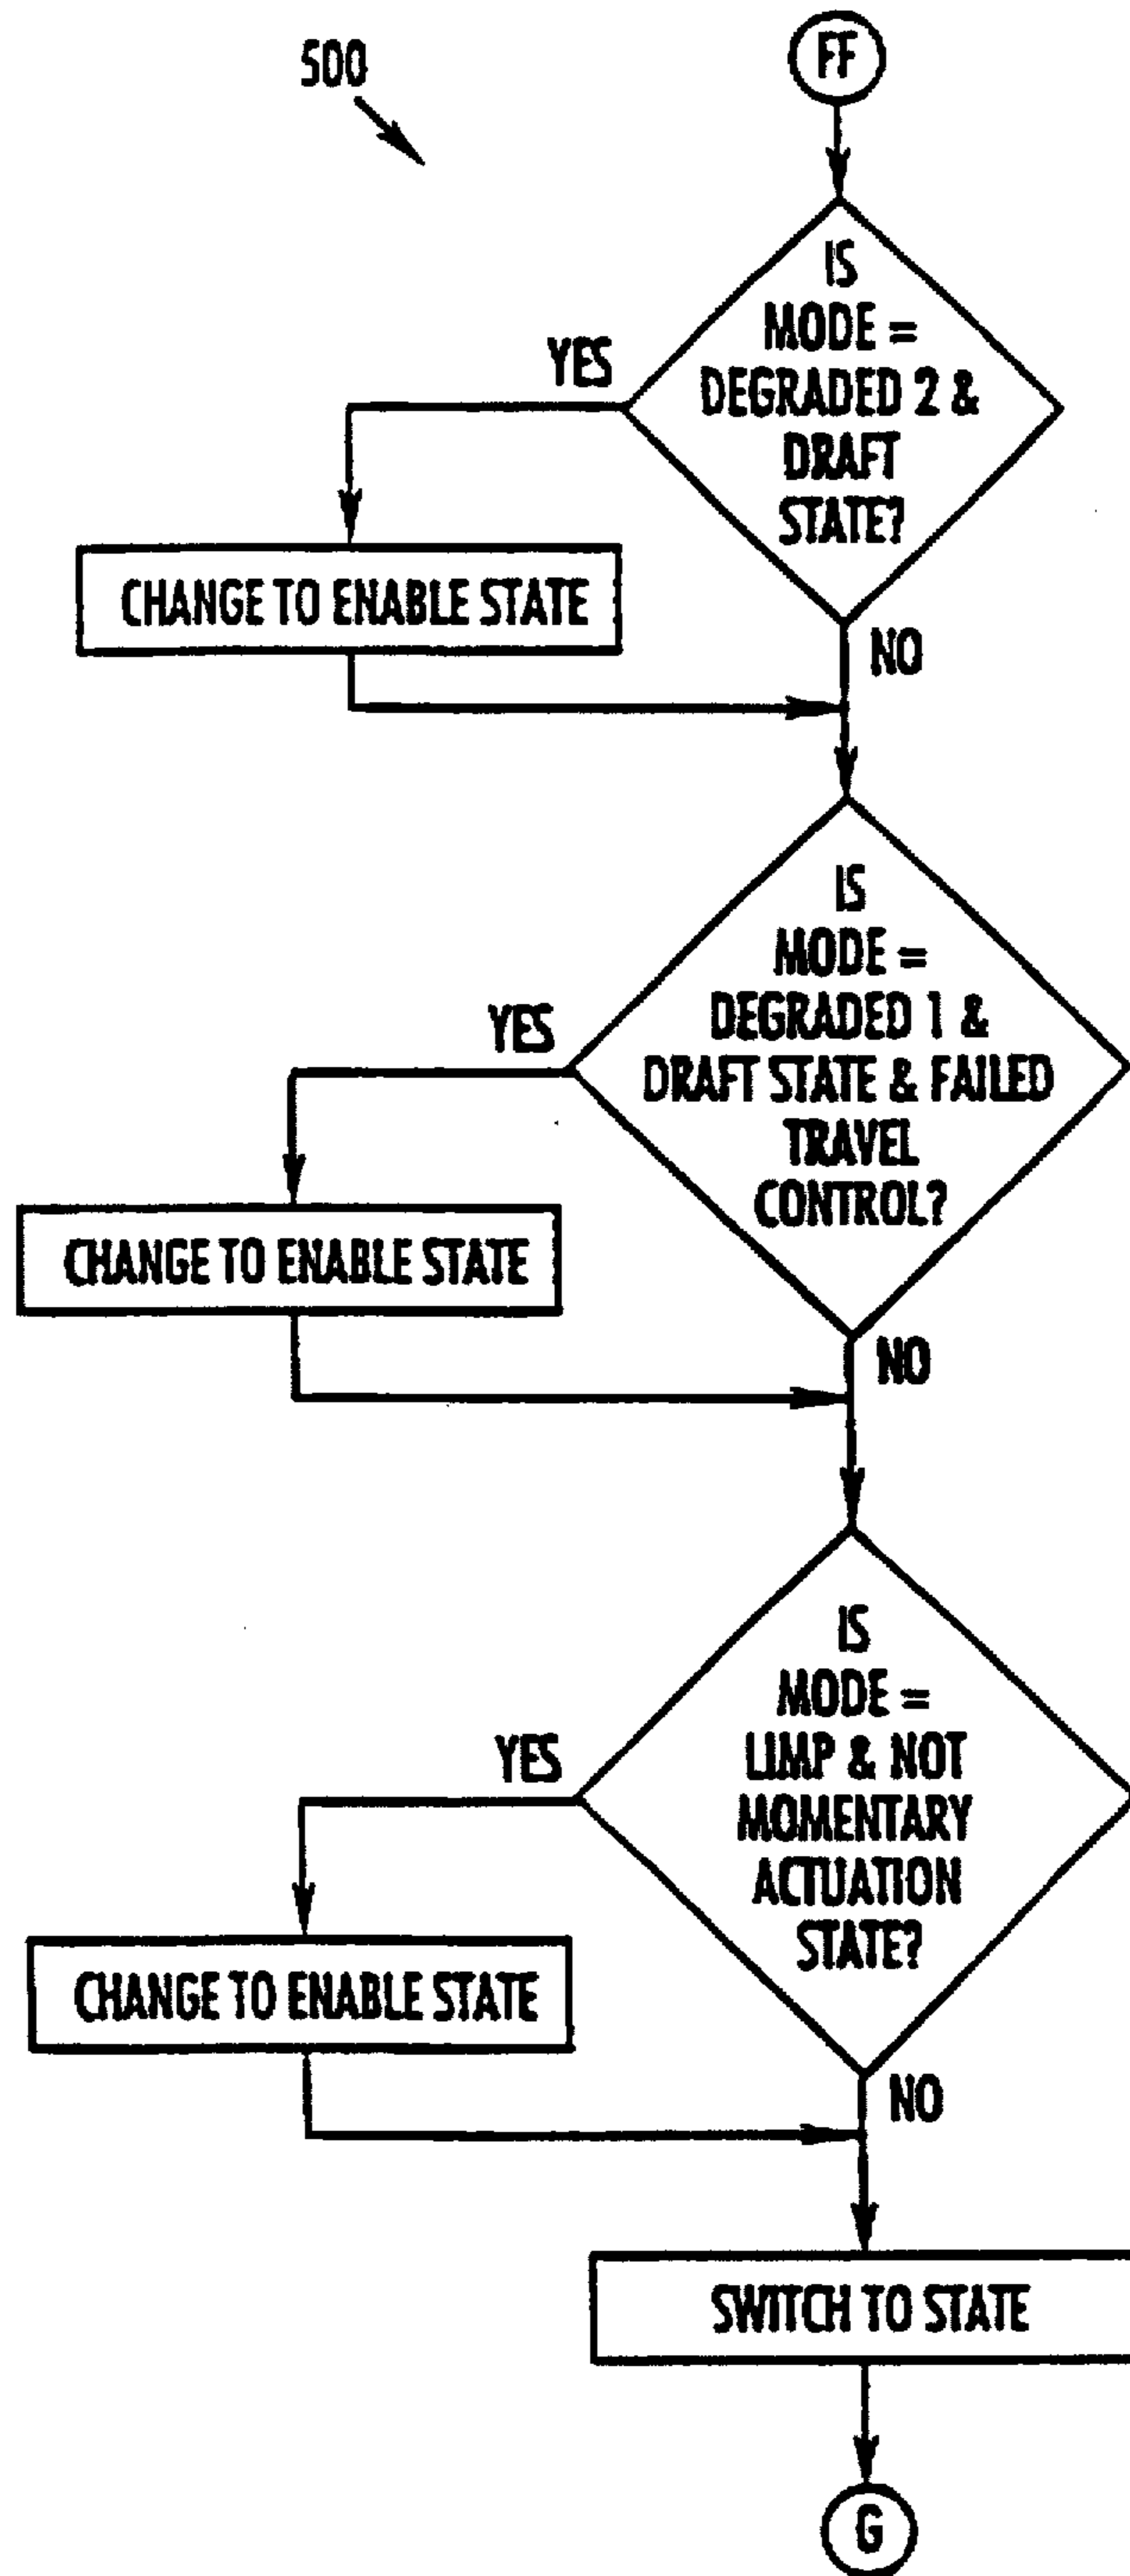 500
FF
IS
MODE =
DEGRADED 2 &
DRAFT
STATE?
YES
CHANGE TO ENABLE STATE
NO
IS
MODE =
DEGRADED 1 &
DRAFT STATE & FAILED
TRAVEL
CONTROL?
YES
CHANGE TO ENABLE STATE
NO
IS
MODE =
LIMP & NOT
MOMENTARY
ACTUATION
STATE?
YES
CHANGE TO ENABLE STATE
NO
SWITCH TO STATE
G